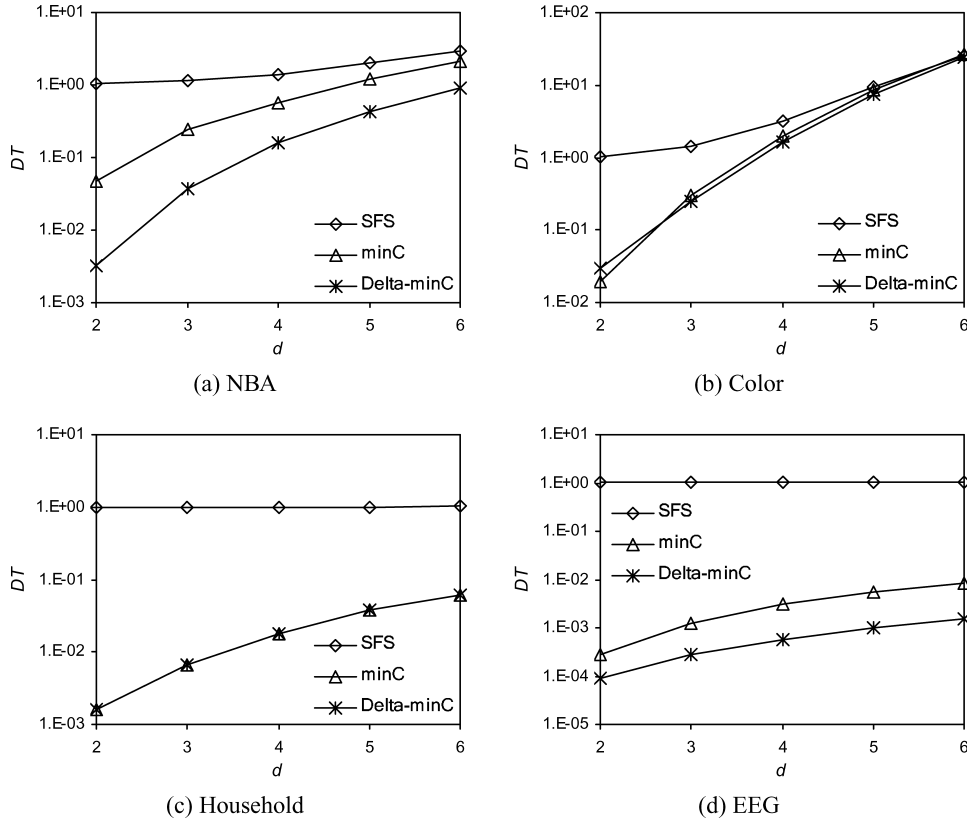 1.E+01
1.E+00
1.E-01
1.E-02
1.E-03
DT
2 3 4 5 6
d
SFS
minC
Delta-minC
(a) NBA
1.E+02
1.E+01
1.E+00
1.E-01
1.E-02
DT
2 3 4 5 6
d
SFS
minC
Delta-minC
(b) Color
1.E+01
1.E+00
1.E-01
1.E-02
1.E-03
DT
2 3 4 5 6
d
SFS
minC
Delta-minC
(c) Household
1.E+01
1.E+00
1.E-01
1.E-02
1.E-03
1.E-04
1.E-05
DT
2 3 4 5 6
d
SFS
minC
Delta-minC
(d) EEG